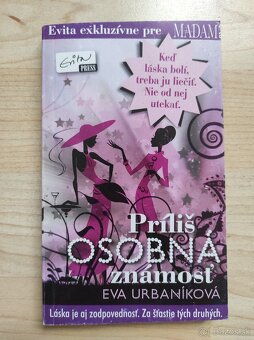 Evita exkluzívne pre MADAM
Evita
PRESS
Keď
láska bolí,
treba ju liečiť.
Nie od nej
utekať.
Príliš
OSOBNÁ
známosť
EVA URBANÍKOVÁ
Láska je aj zodpovednosť. Za šťastie tých druhých.